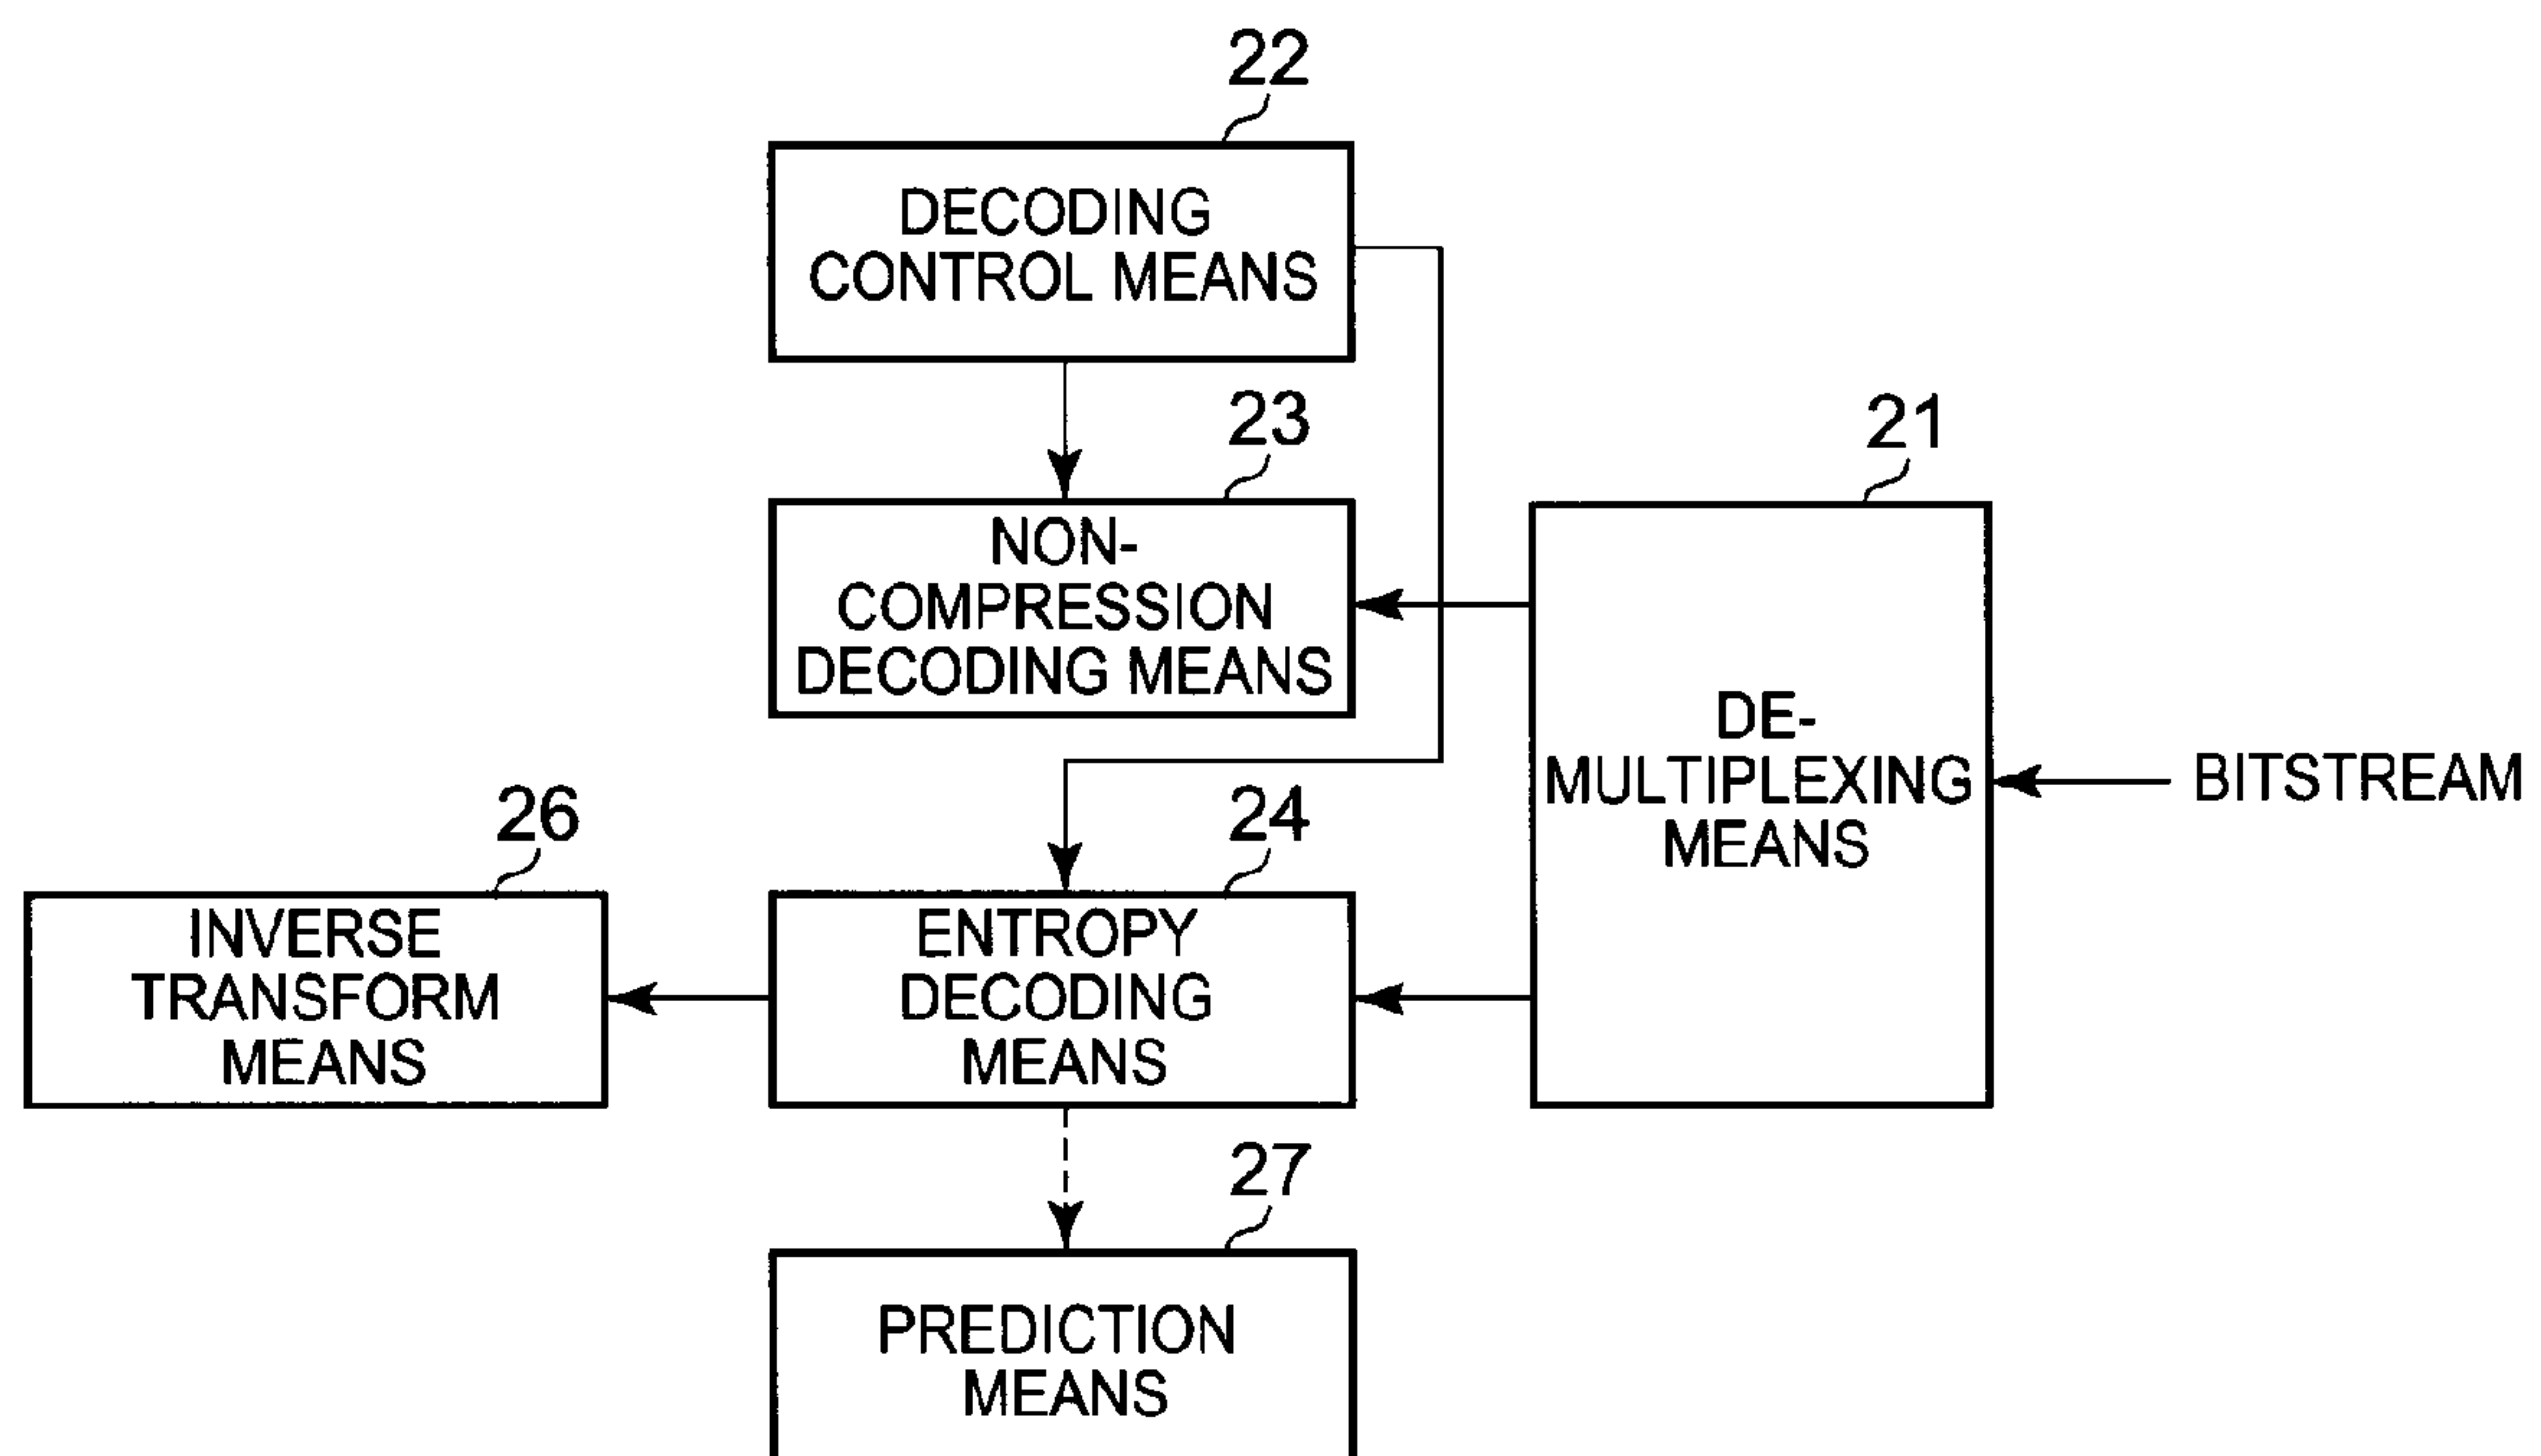 22
DECODING
CONTROL MEANS
23
NON-
COMPRESSION
DECODING MEANS
21
DE-
MULTIPLEXING
MEANS
BITSTREAM
26
INVERSE
TRANSFORM
MEANS
24
ENTROPY
DECODING
MEANS
27
PREDICTION
MEANS